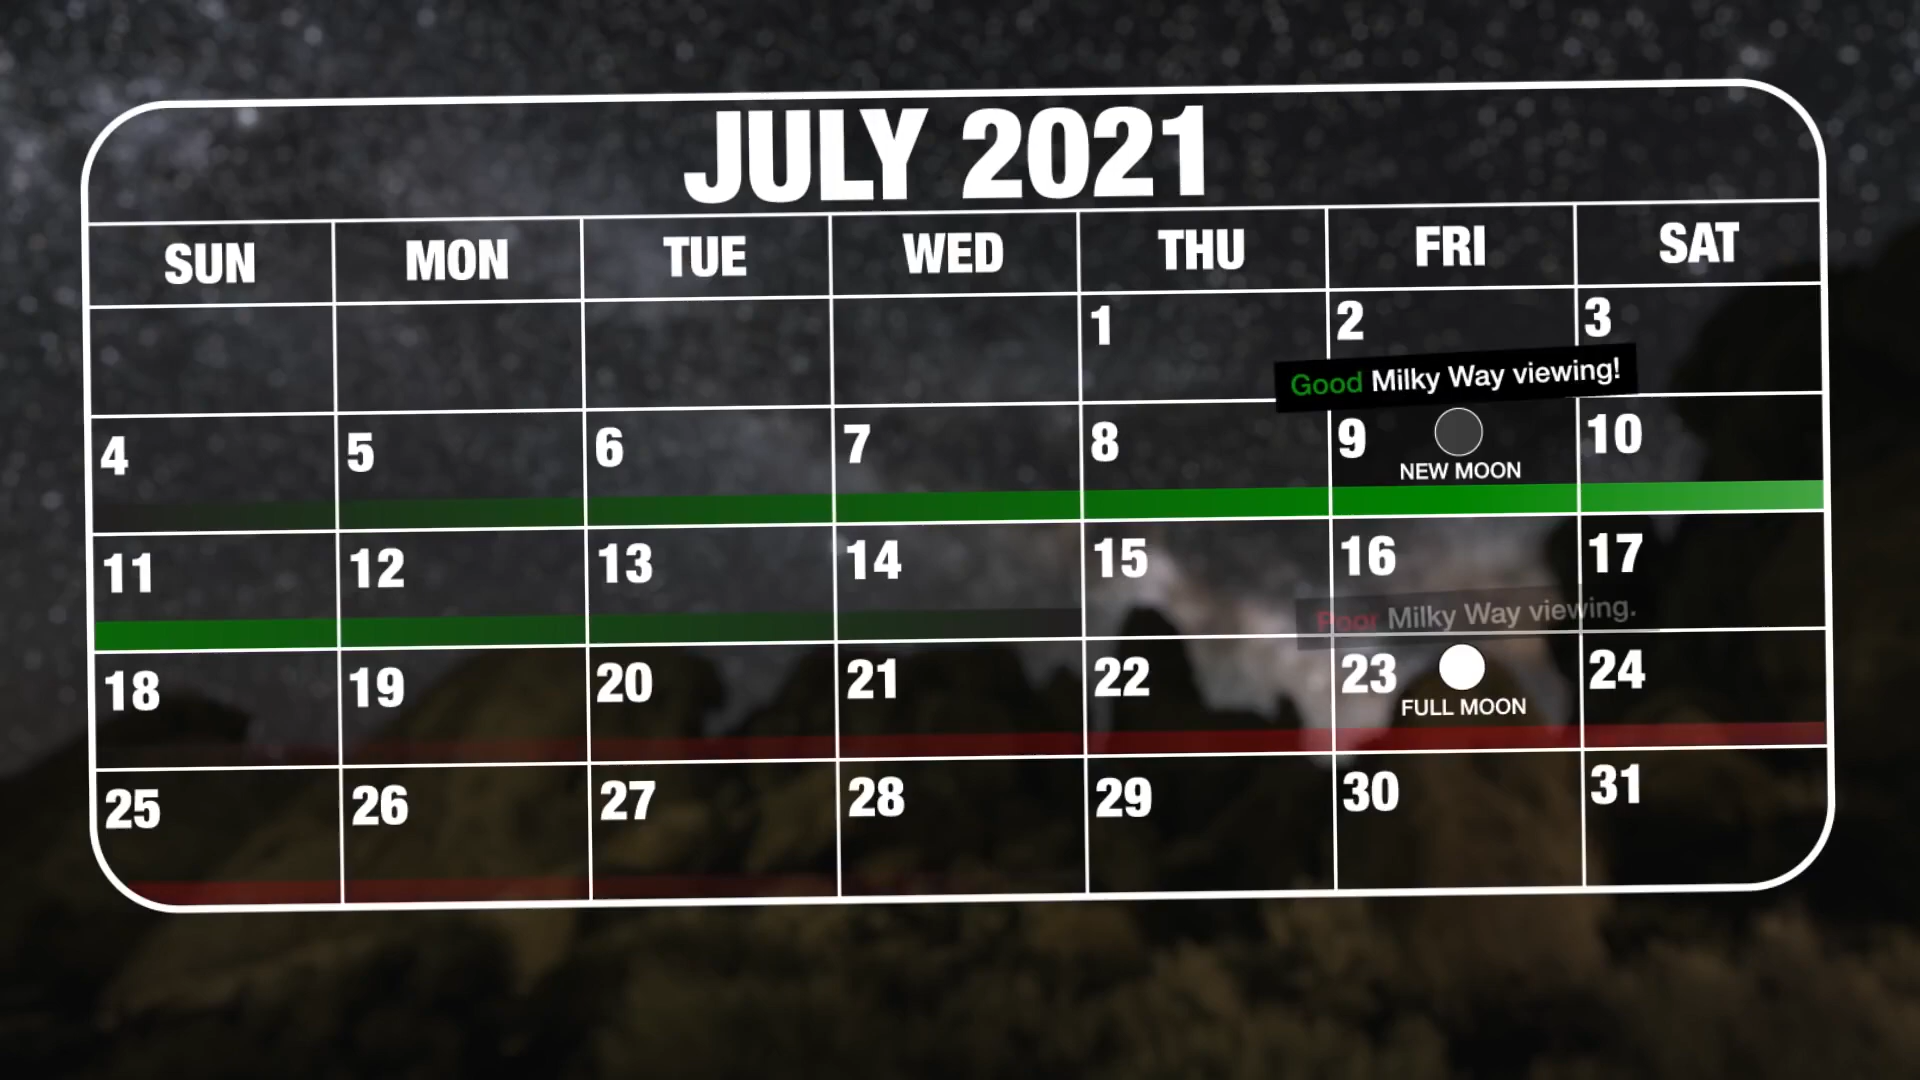 JULY 2021
SUN MON TUE WED THU FRI SAT
1 2 3
Good Milky Way viewing!
4 5 6 7 8 9 10
NEW MOON
11 12 13 14 15 16 17
Poor Milky Way viewing.
18 19 20 21 22 23 24
FULL MOON
25 26 27 28 29 30 31